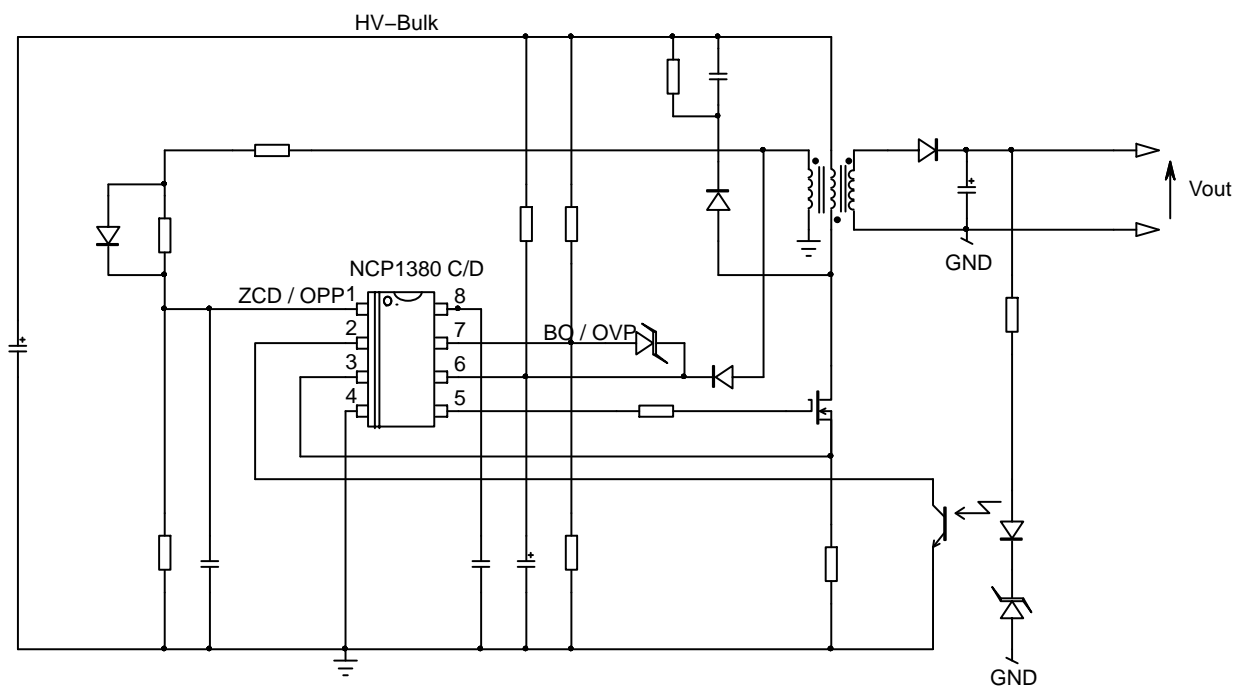 HV–Bulk
Vout
GND
NCP1380 C/D
ZCD / OPP 1 8
2 7 BO / OVP
3 6
4 5
GND